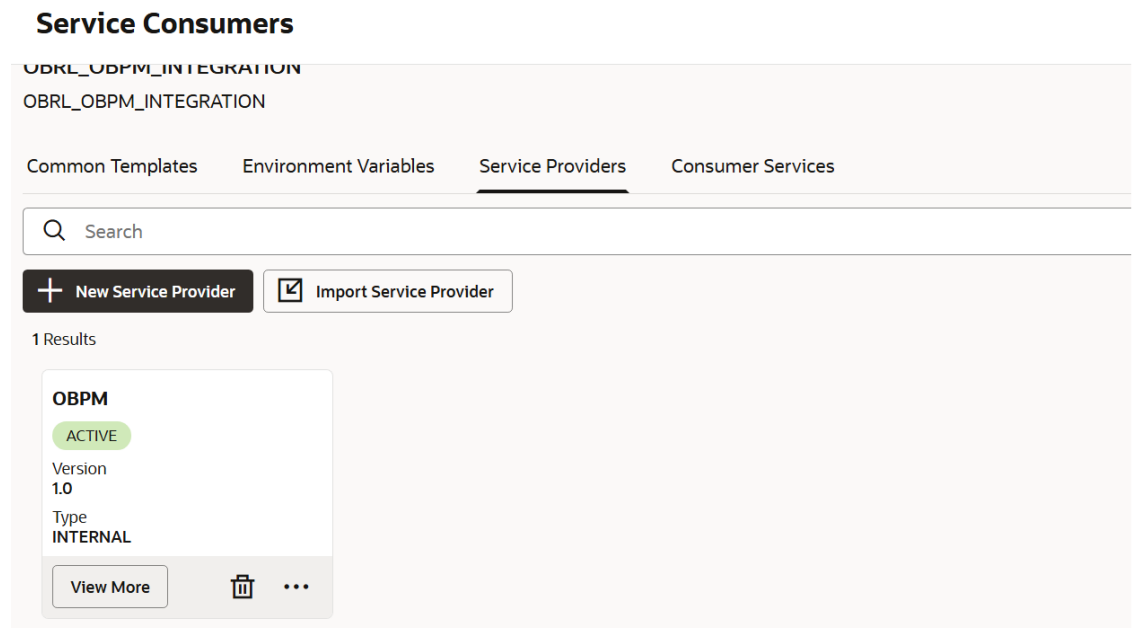 Service Consumers
OBRL_OBPM_INTEGRATION
OBRL_OBPM_INTEGRATION
Common Templates Environment Variables Service Providers Consumer Services
Search
New Service Provider Import Service Provider
1 Results
OBPM
ACTIVE
Version
1.0
Type
INTERNAL
View More